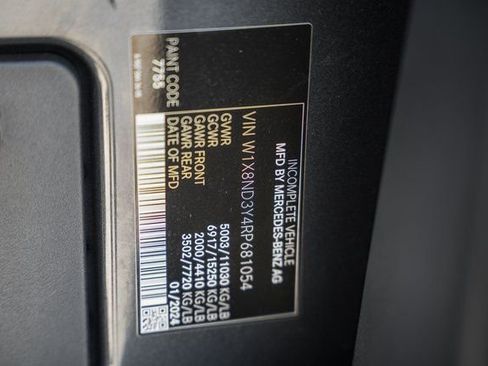 INCOMPLETE VEHICLE
MFD BY MERCEDES-BENZ AG
VIN W1X8ND3Y4RP681054
GVWR 5003/11030 KG/LB
GCWR 6917/15250 KG/LB
GAWR FRONT 2000/4410 KG/LB
GAWR REAR 3502/7720 KG/LB
DATE OF MFD 01/2024
PAINT CODE
7785